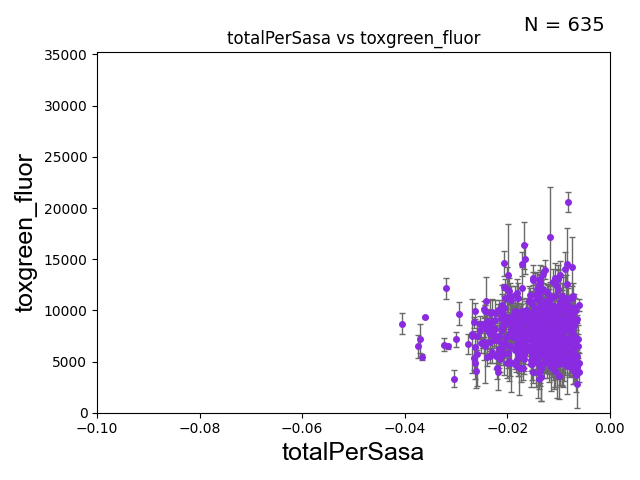 N = 635
totalPerSasa vs toxgreen_fluor
35000
30000
25000
20000
15000
10000
5000
0
toxgreen_fluor
−0.10 −0.08 −0.06 −0.04 −0.02 0.00
totalPerSasa